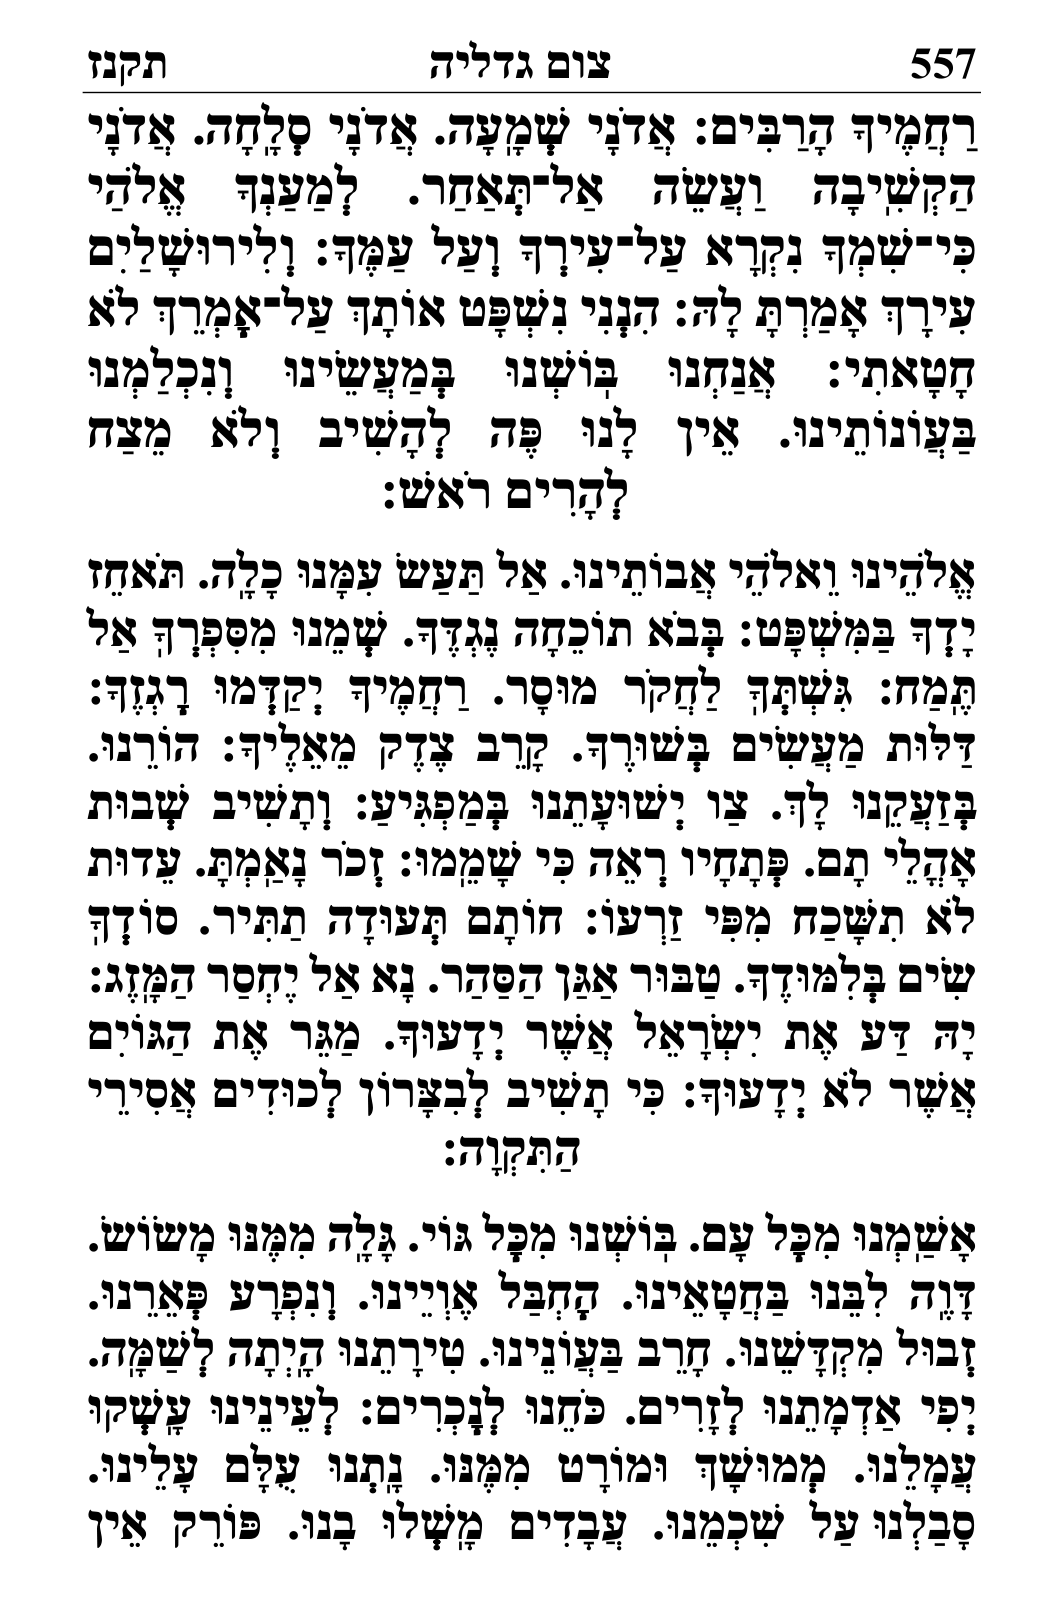 557 צום גדליה תקנז
רַחֲמֶיךָ הָרַבִּים: אֲדֹנָי שְׁמָעָה. אֲדֹנָי סְלָחָה. אֲדֹנָי
הַקְשִׁיבָה וַעֲשֵׂה אַל־תְּאַחַר. לְמַעַנְךָ אֱלֹהַי
כִּי־שִׁמְךָ נִקְרָא עַל־עִירְךָ וְעַל עַמֶּךָ: וְלִירוּשָׁלַיִם
עִירָךְ אָמַרְתָּ לָהּ: הִנְנִי נִשְׁפָּט אוֹתָךְ עַל־אָמְרֵךְ לֹא
חָטָאתִי: אֲנַחְנוּ בּוֹשְׁנוּ בְּמַעֲשֵׂינוּ וְנִכְלַמְנוּ
בַּעֲוֹנוֹתֵינוּ. אֵין לָנוּ פֶּה לְהָשִׁיב וְלֹא מֵצַח
לְהָרִים רֹאשׁ:
אֱלֹהֵינוּ וֵאלֹהֵי אֲבוֹתֵינוּ. אַל תַּעַשׂ עִמָּנוּ כָלָה. תֹּאחֵז
יָדְךָ בַּמִּשְׁפָּט: בְּבֹא תוֹכֵחָה נֶגְדֶּךָ. שְׁמֵנוּ מִסִּפְרְךָ אַל
תֶּמַח: גִּשְׁתְּךָ לַחֲקֹר מוּסָר. רַחֲמֶיךָ יְקַדְּמוּ רָגְזֶךָ:
דַּלּוּת מַעֲשִׂים בְּשׁוּרֶךָ. קָרֵב צֶדֶק מֵאֵלֶיךָ: הוֹרֵנוּ.
בְּזַעֲקֵנוּ לָךְ. צַו יְשׁוּעָתֵנוּ בְּמַפְגִּיעַ: וְתָשִׁיב שְׁבוּת
אָהֳלֵי תָם. פְּתָחָיו רְאֵה כִּי שָׁמֵמוּ: זְכֹר נָאַמְתָּ. עֵדוּת
לֹא תִשָּׁכַח מִפִּי זַרְעוֹ: חוֹתָם תְּעוּדָה תַתִּיר. סוֹדְךָ
שִׂים בְּלִמּוּדֶךָ. טַבּוּר אַגַּן הַסַּהַר. נָא אַל יֶחְסַר הַמָּזֶג:
יָהּ דַּע אֶת יִשְׂרָאֵל אֲשֶׁר יְדָעוּךָ. מַגֵּר אֶת הַגּוֹיִם
אֲשֶׁר לֹא יְדָעוּךָ: כִּי תָשִׁיב לְבִצָּרוֹן לְכוּדִים אֲסִירֵי
הַתִּקְוָה:
אָשַׁמְנוּ מִכָּל עָם. בּוֹשְׁנוּ מִכָּל גּוֹי. גָּלָה מִמֶּנּוּ מָשׂוֹשׂ.
דָּוֶה לִבֵּנוּ בַּחֲטָאֵינוּ. הָחְבַּל אֶוְיֵינוּ. וְנִפְרָע פְּאֵרֵנוּ.
זְבוּל מִקְדָּשֵׁנוּ. חָרֵב בַּעֲוֹנֵינוּ. טִירָתֵנוּ הָיְתָה לְשַׁמָּה.
יְפִי אַדְמָתֵנוּ לְזָרִים. כֹּחֵנוּ לְנָכְרִים: לְעֵינֵינוּ עָשְׁקוּ
עֲמָלֵנוּ. מְמוּשָׁךְ וּמוֹרָט מִמֶּנּוּ. נָתְנוּ עֻלָּם עָלֵינוּ.
סָבַלְנוּ עַל שִׁכְמֵנוּ. עֲבָדִים מָשְׁלוּ בָנוּ. פּוֹרֵק אֵין